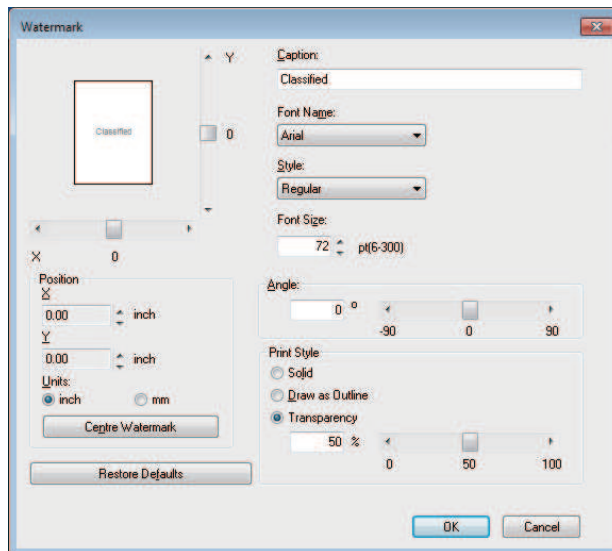 Watermark
Y
Classified
0
X 0
Position
X
0.00 inch
Y
0.00 inch
Units:
inch mm
Centre Watermark
Restore Defaults
Caption:
Classified
Font Name:
Arial
Style:
Regular
Font Size:
72 pt(6-300)
Angle:
0 °
-90 0 90
Print Style
Solid
Draw as Outline
Transparency
50 %
0 50 100
OK Cancel